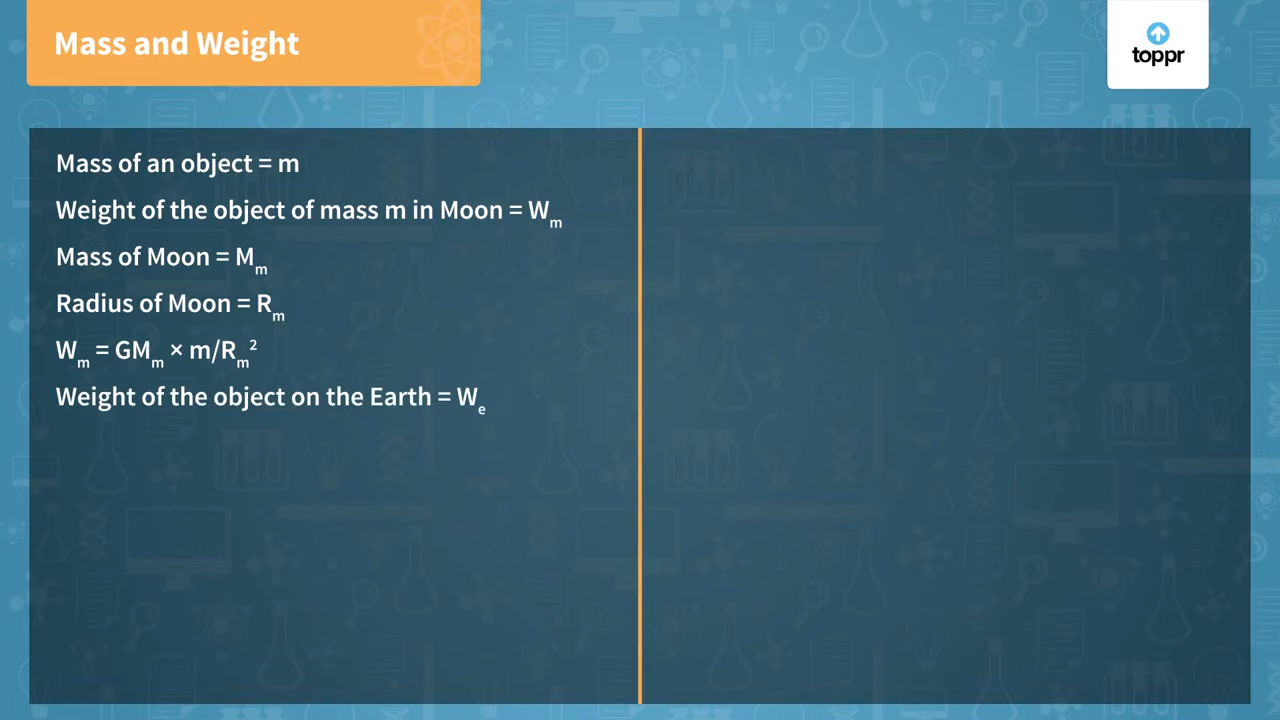 Mass and Weight
toppr
Mass of an object = m
Weight of the object of mass m in Moon = Wₘ
Mass of Moon = Mₘ
Radius of Moon = Rₘ
Wₘ = GMₘ × m/Rₘ²
Weight of the object on the Earth = Wₑ